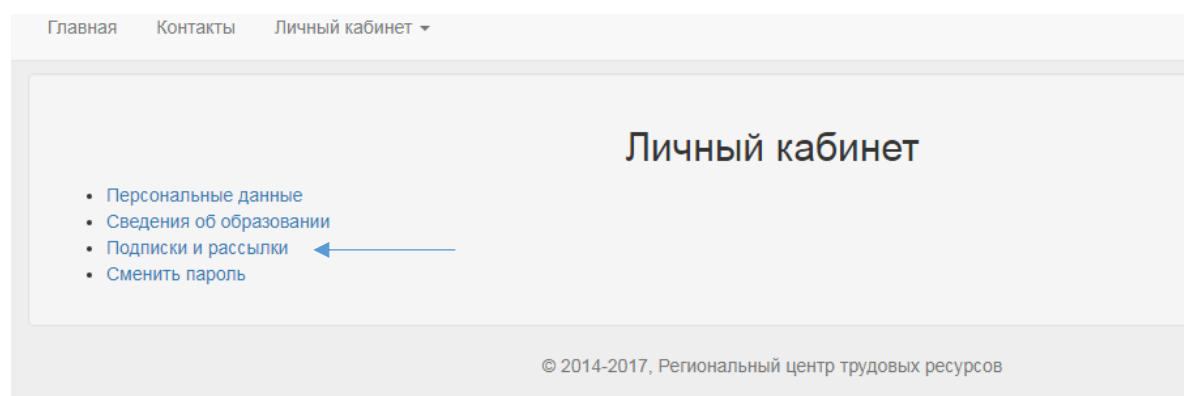 Главная Контакты Личный кабинет
Личный кабинет
Персональные данные
Сведения об образовании
Подписки и рассылки
Сменить пароль
© 2014-2017, Региональный центр трудовых ресурсов